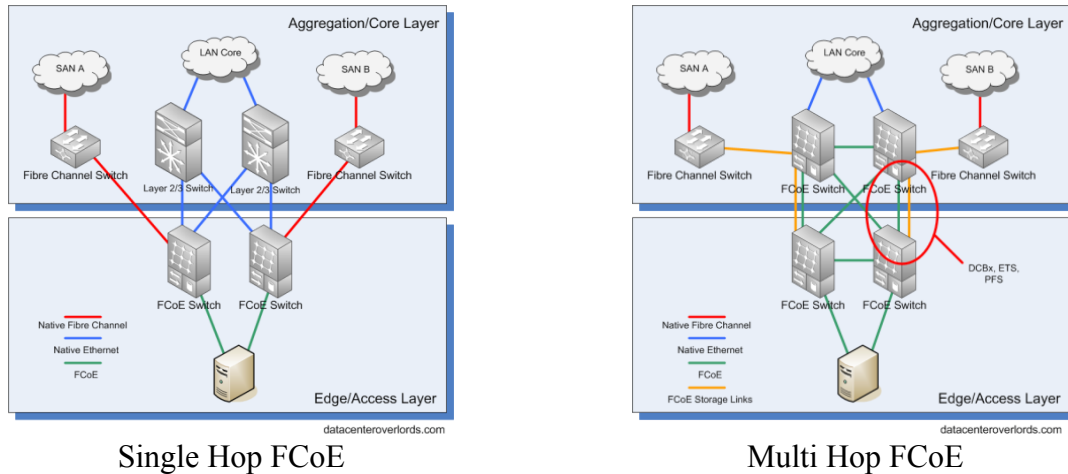 Aggregation/Core Layer
SAN A
LAN Core
SAN B
Fibre Channel Switch
Layer 2/3 Switch
Layer 2/3 Switch
Fibre Channel Switch
FCoE Switch
FCoE Switch
Native Fibre Channel
Native Ethernet
FCoE
Edge/Access Layer
datacenteroverlords.com
Single Hop FCoE
Aggregation/Core Layer
SAN A
LAN Core
SAN B
Fibre Channel Switch
FCoE Switch
FCoE Switch
Fibre Channel Switch
DCBx, ETS,
PFS
FCoE Switch
FCoE Switch
Native Fibre Channel
Native Ethernet
FCoE
FCoE Storage Links
Edge/Access Layer
datacenteroverlords.com
Multi Hop FCoE